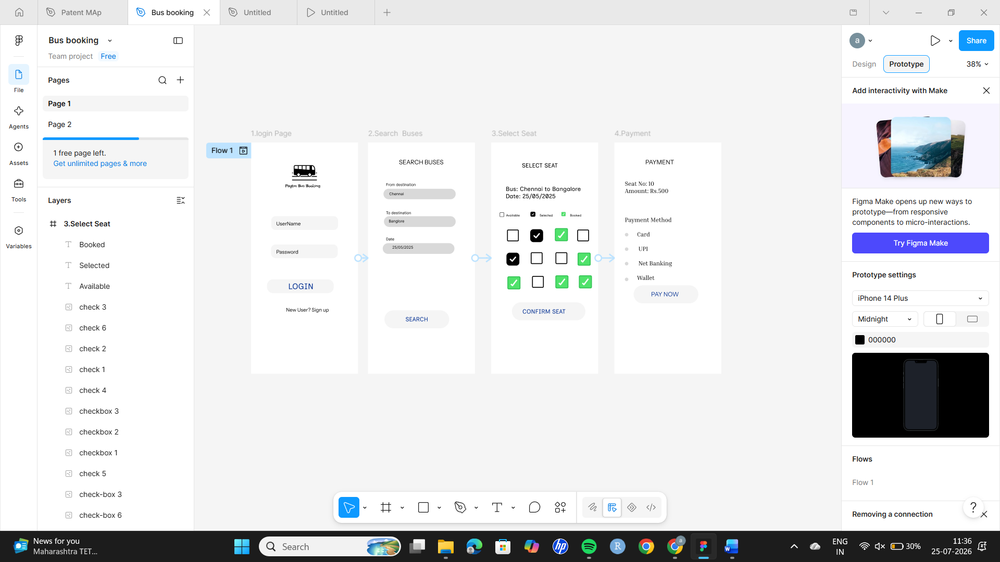 Patent MAp
Bus booking
Untitled
Untitled
Bus booking
Team project Free
File
Agents
Assets
Tools
Variables
Pages
Page 1
Page 2
1 free page left.
Get unlimited pages & more
Layers
3.Select Seat
Booked
Selected
Available
check 3
check 6
check 2
check 1
check 4
checkbox 3
checkbox 2
checkbox 1
check 5
check-box 3
check-box 6
Flow 1
1.login Page
Paytm Bus Booking
UserName
Password
LOGIN
New User? Sign up
2.Search Buses
SEARCH BUSES
From destination
Chennai
To destination
Banglore
Date
25/05/2025
SEARCH
3.Select Seat
SELECT SEAT
Bus: Chennai to Bangalore
Date: 25/05/2025
Available Selected Booked
CONFIRM SEAT
4.Payment
PAYMENT
Seat No: 10
Amount: Rs.500
Payment Method
Card
UPI
Net Banking
Wallet
PAY NOW
a
Share
Design Prototype 38%
Add interactivity with Make
Figma Make opens up new ways to
prototype—from responsive
components to micro-interactions.
Try Figma Make
Prototype settings
iPhone 14 Plus
Midnight
000000
Flows
Flow 1
Removing a connection
?
News for you
Maharashtra TET...
Search
hp
R
a
W
ENG
IN
30%
11:36
25-07-2026